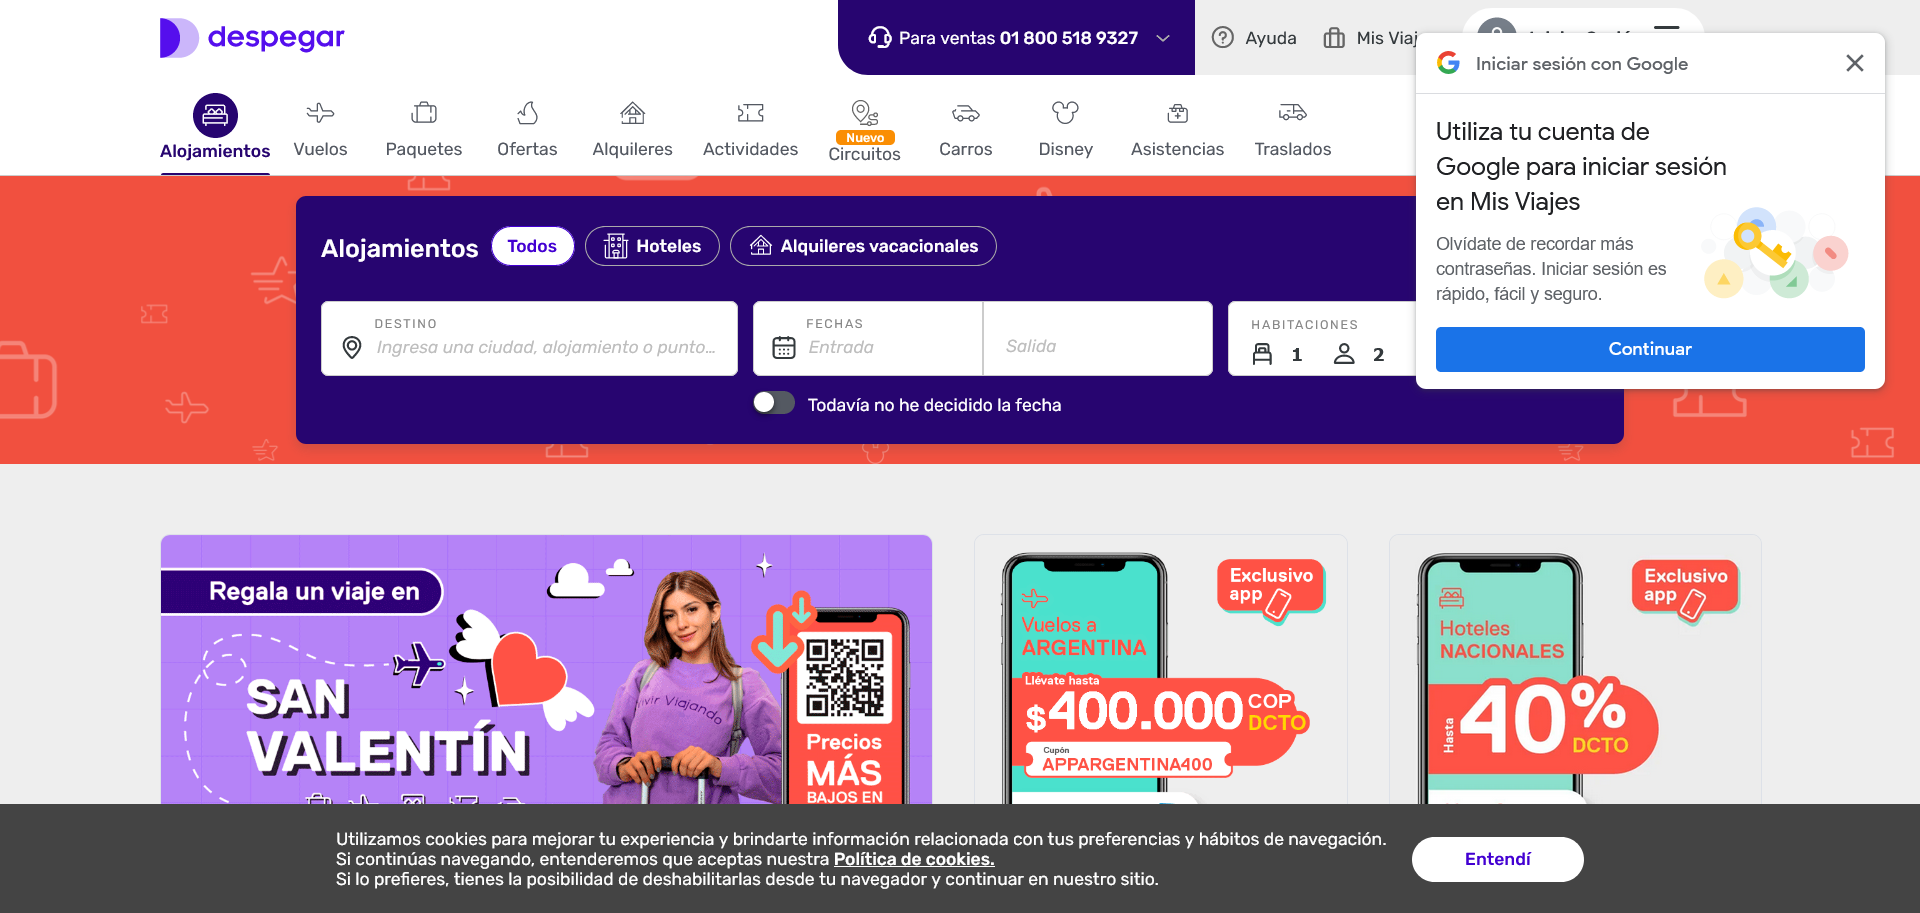 despegar
Para ventas 01 800 518 9327
Ayuda
Mis Viaj
Alojamientos
Vuelos
Paquetes
Ofertas
Alquileres
Actividades
Nuevo
Circuitos
Carros
Disney
Asistencias
Traslados
Iniciar sesión con Google
Utiliza tu cuenta de
Google para iniciar sesión
en Mis Viajes
Olvídate de recordar más
contraseñas. Iniciar sesión es
rápido, fácil y seguro.
Continuar
Alojamientos
Todos
Hoteles
Alquileres vacacionales
DESTINO
Ingresa una ciudad, alojamiento o punto...
FECHAS
Entrada
Salida
HABITACIONES
1
2
Todavía no he decidido la fecha
Regala un viaje en
SAN
VALENTÍN
Vivir Viajando
Precios
MÁS
BAJOS EN
Exclusivo
app
Vuelos a
ARGENTINA
Llévate hasta
$400.000 COP
DCTO
Cupón
APPARGENTINA400
Exclusivo
app
Hoteles
NACIONALES
Hasta
40%
DCTO
Utilizamos cookies para mejorar tu experiencia y brindarte información relacionada con tus preferencias y hábitos de navegación.
Si continúas navegando, entenderemos que aceptas nuestra Política de cookies.
Si lo prefieres, tienes la posibilidad de deshabilitarlas desde tu navegador y continuar en nuestro sitio.
Entendí